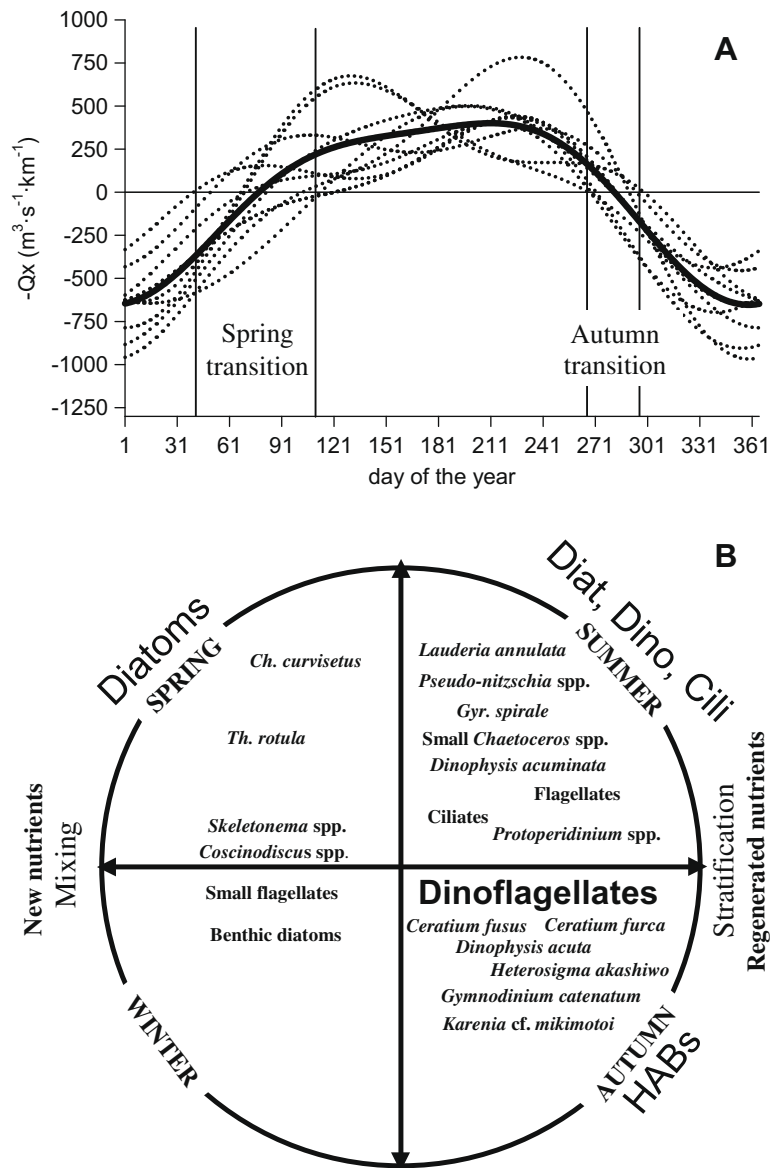 A
1000
750
500
250
0
-250
-500
-750
-1000
-1250
-Qx (m³·s⁻¹·km⁻¹)
Spring
transition
Autumn
transition
1 31 61 91 121 151 181 211 241 271 301 331 361
day of the year
B
Diatoms
SPRING
Diat, Dino, Cili
SUMMER
Ch. curvisetus
Th. rotula
Skeletonema spp.
Coscinodiscus spp.
Lauderia annulata
Pseudo-nitzschia spp.
Gyr. spirale
Small Chaetoceros spp.
Dinophysis acuminata
Flagellates
Ciliates
Protoperidinium spp.
New nutrients
Mixing
Stratification
Regenerated nutrients
Small flagellates
Benthic diatoms
WINTER
Dinoflagellates
Ceratium fusus Ceratium furca
Dinophysis acuta
Heterosigma akashiwo
Gymnodinium catenatum
Karenia cf. mikimotoi
AUTUMN
HABs